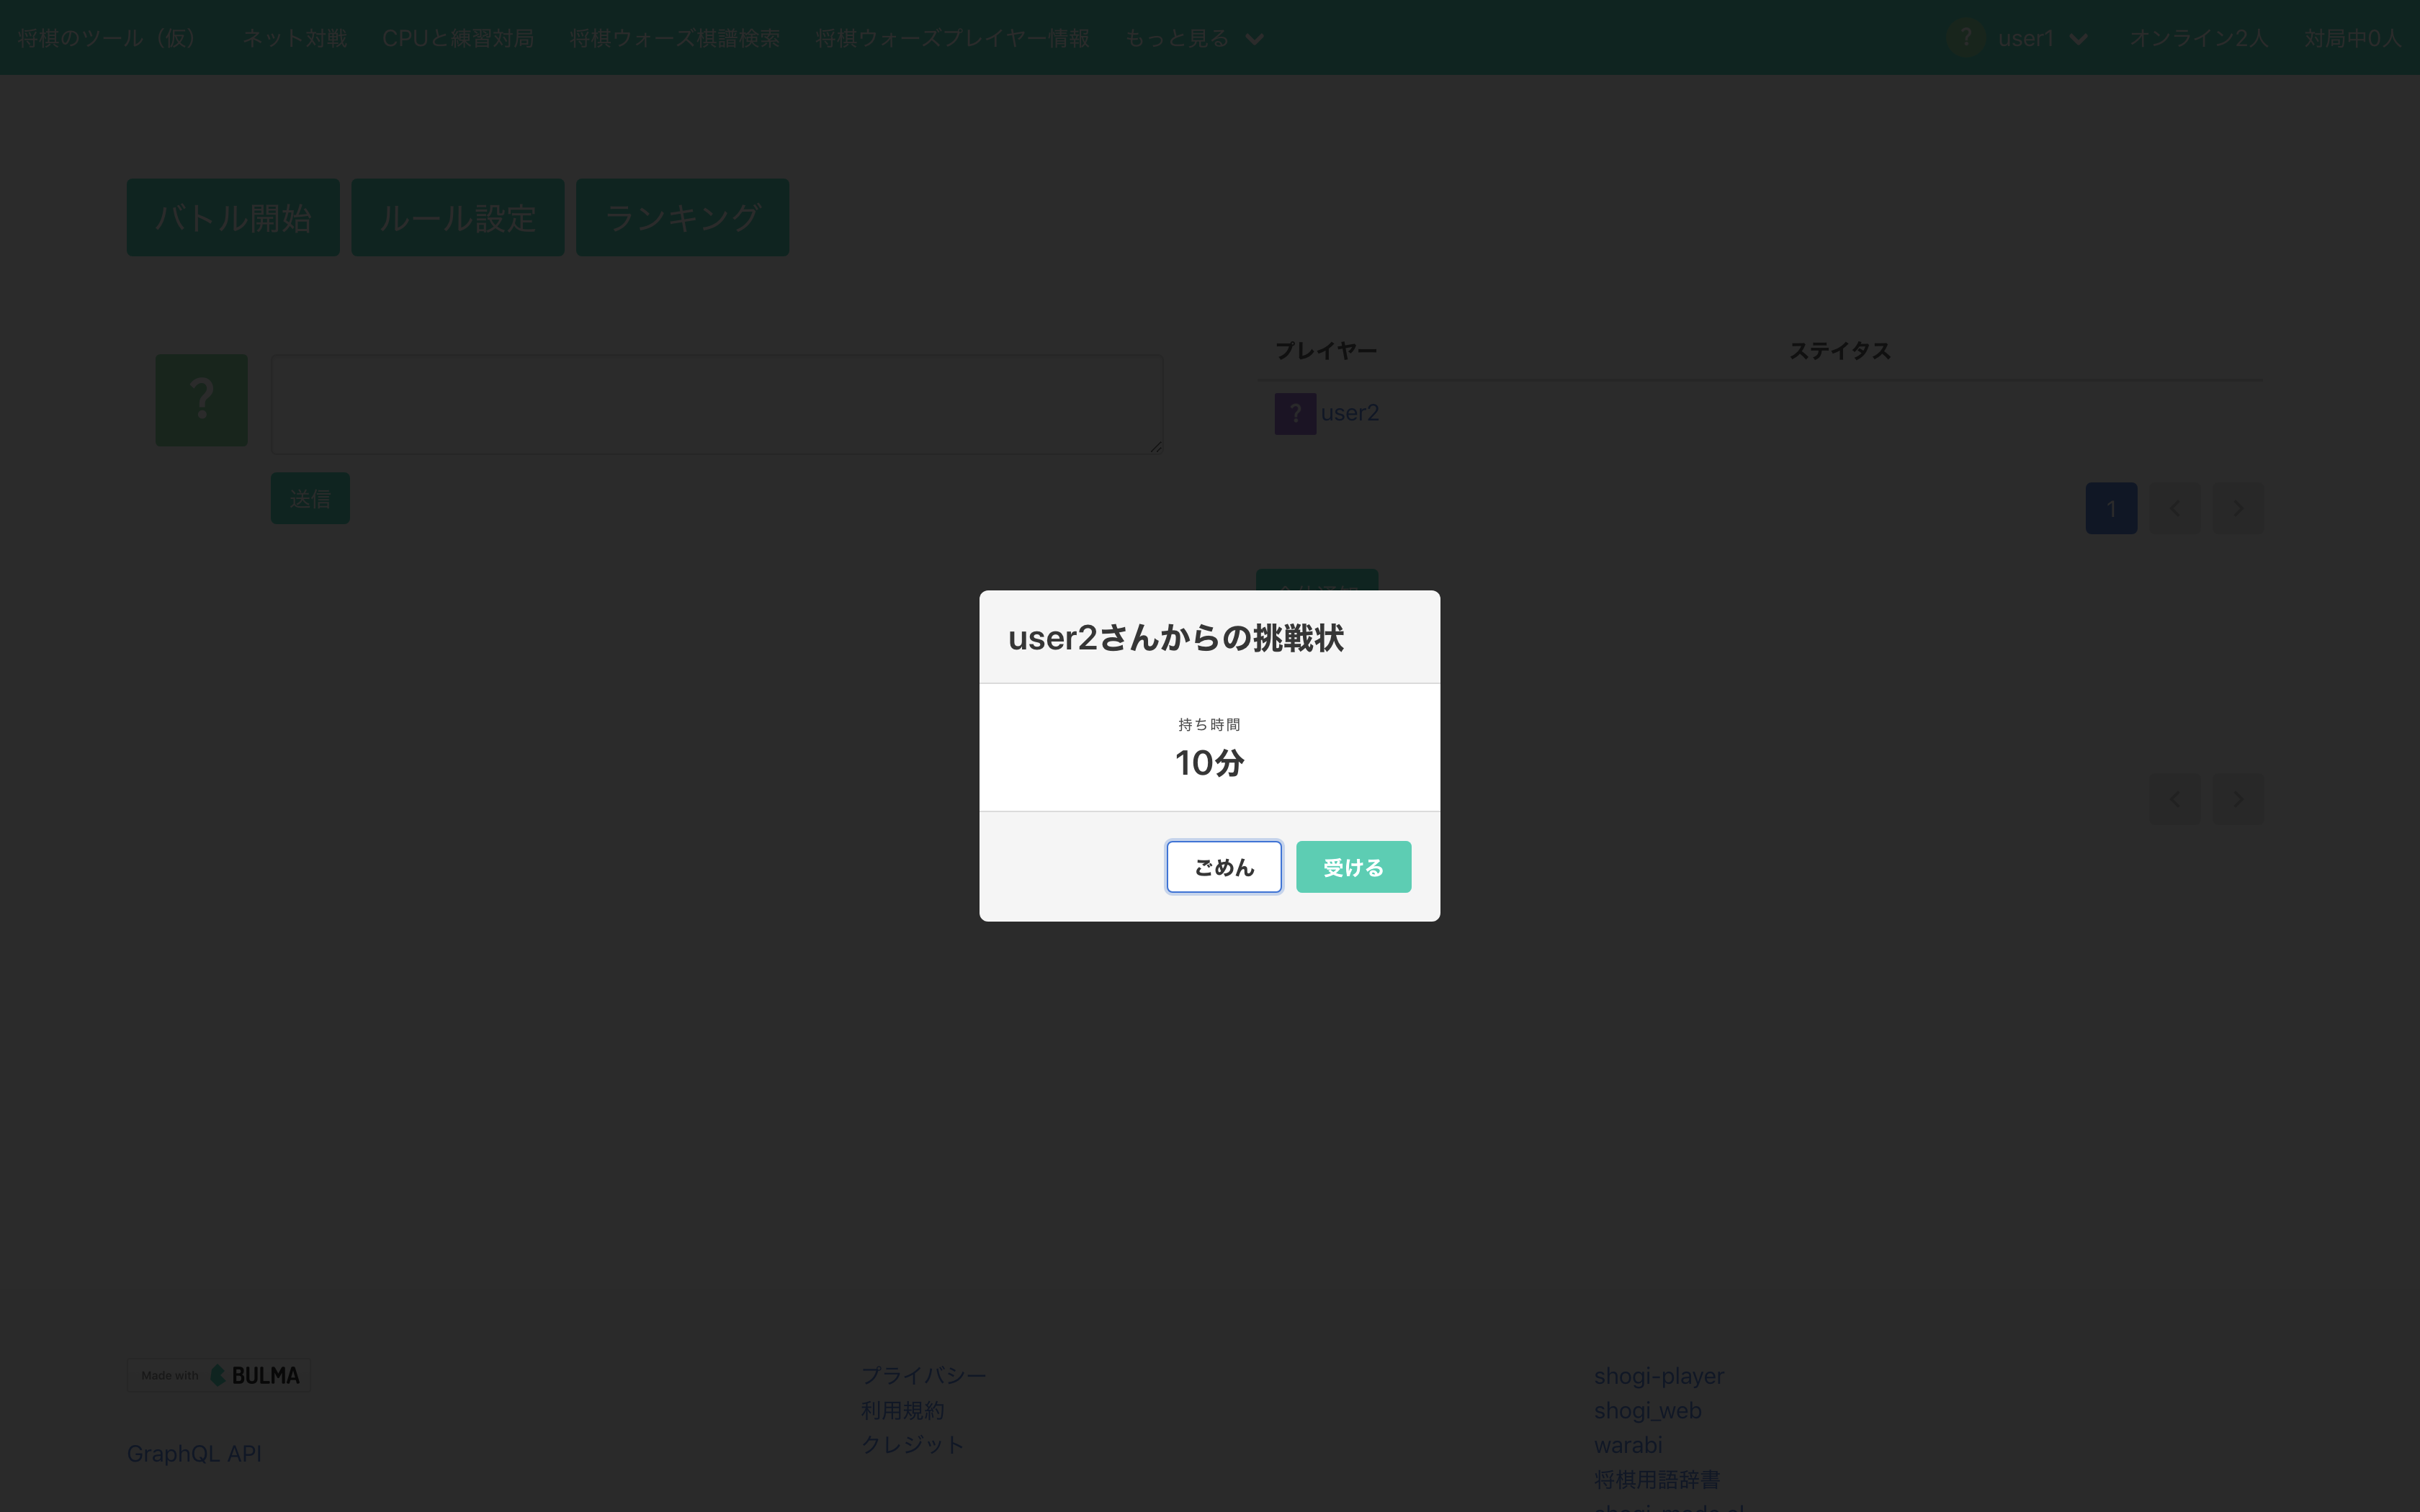 将棋のツール（仮） ネット対戦 CPUと練習対局 将棋ウォーズ棋譜検索 将棋ウォーズプレイヤー情報 もっと見る ? user1 オンライン2人 対局中0人
バトル開始 ルール設定 ランキング
プレイヤー ステイタス
?
? user2
送信
1
user2さんからの挑戦状
持ち時間
10分
ごめん 受ける
Made with BULMA
GraphQL API
プライバシー
利用規約
クレジット
shogi-player
shogi_web
warabi
将棋用語辞書